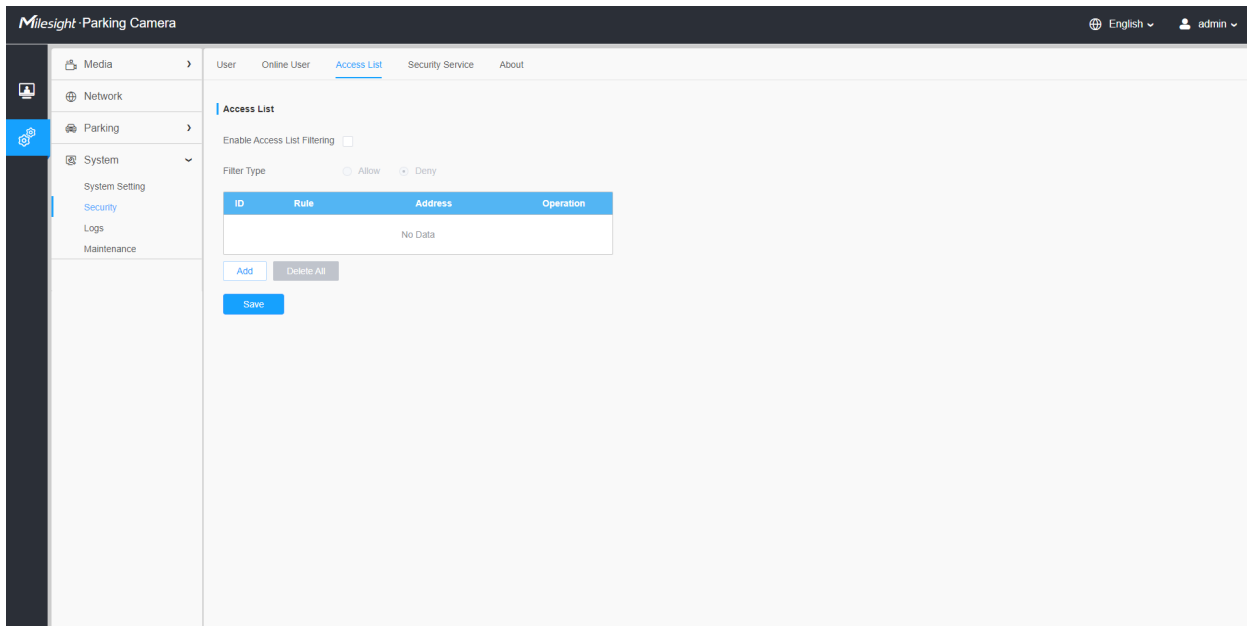 Milesight · Parking Camera
English
admin
Media
Network
Parking
System
System Setting
Security
Logs
Maintenance
User Online User Access List Security Service About
Access List
Enable Access List Filtering
Filter Type Allow Deny
ID Rule Address Operation
No Data
Add Delete All
Save